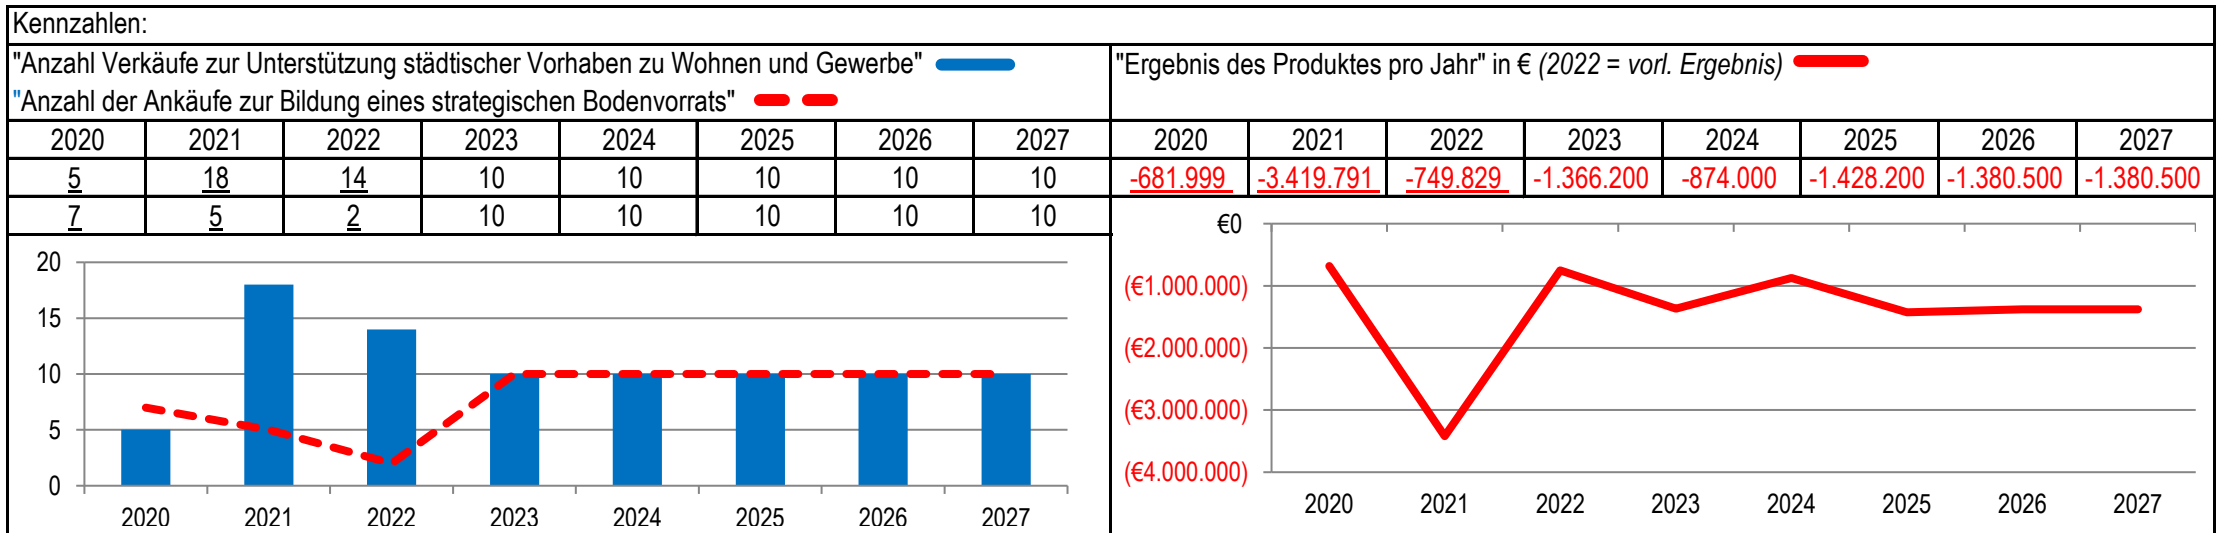 Kennzahlen:
"Anzahl Verkäufe zur Unterstützung städtischer Vorhaben zu Wohnen und Gewerbe"
"Anzahl der Ankäufe zur Bildung eines strategischen Bodenvorrats"
2020 2021 2022 2023 2024 2025 2026 2027
5 18 14 10 10 10 10 10
7 5 2 10 10 10 10 10
20
15
10
5
0
2020 2021 2022 2023 2024 2025 2026 2027
"Ergebnis des Produktes pro Jahr" in € (2022 = vorl. Ergebnis)
2020 2021 2022 2023 2024 2025 2026 2027
-681.999 -3.419.791 -749.829 -1.366.200 -874.000 -1.428.200 -1.380.500 -1.380.500
€0
(€1.000.000)
(€2.000.000)
(€3.000.000)
(€4.000.000)
2020 2021 2022 2023 2024 2025 2026 2027